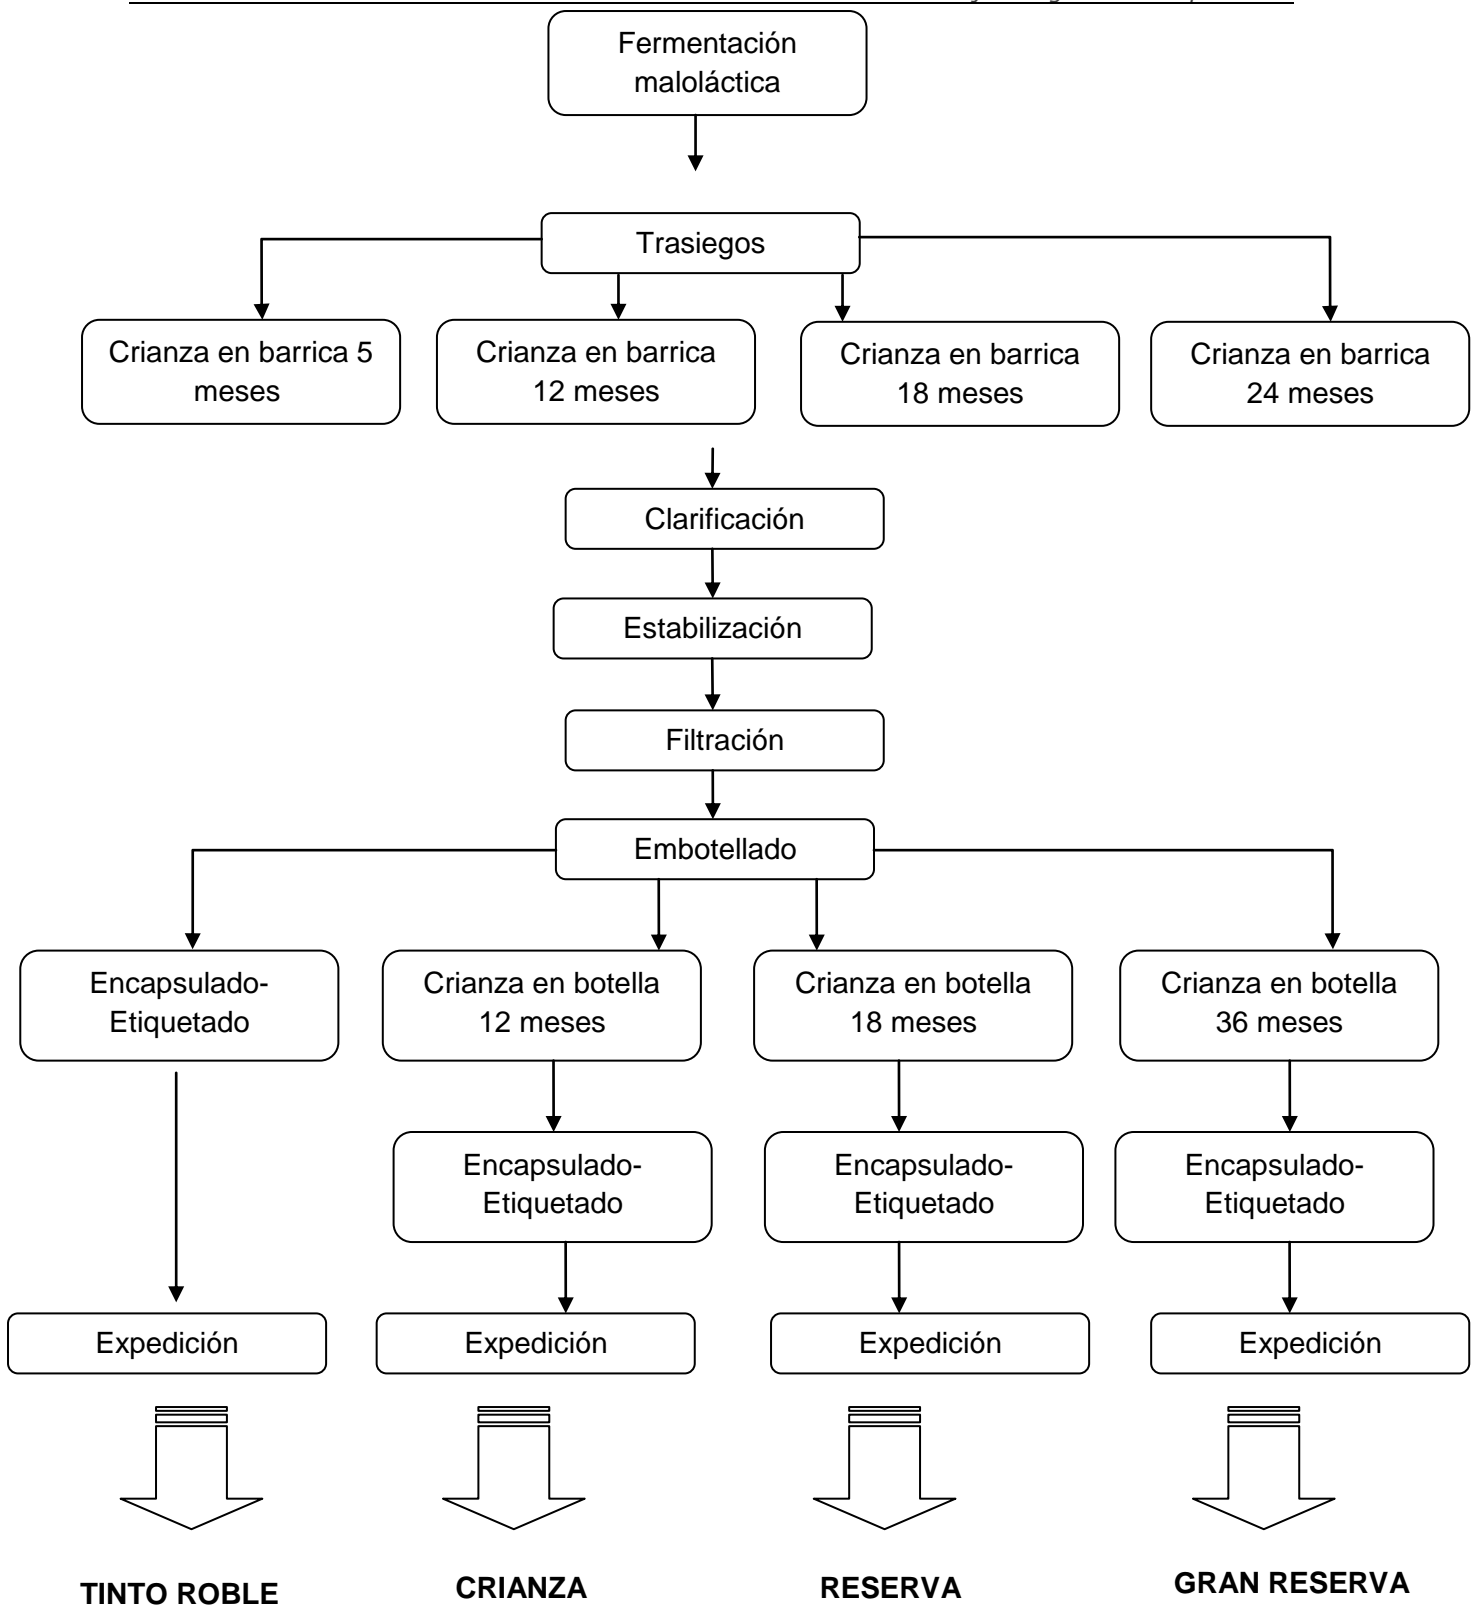 Fermentación
maloláctica
Trasiegos
Crianza en barrica 5
meses
Crianza en barrica
12 meses
Crianza en barrica
18 meses
Crianza en barrica
24 meses
Clarificación
Estabilización
Filtración
Embotellado
Encapsulado-
Etiquetado
Crianza en botella
12 meses
Crianza en botella
18 meses
Crianza en botella
36 meses
Encapsulado-
Etiquetado
Encapsulado-
Etiquetado
Encapsulado-
Etiquetado
Expedición
Expedición
Expedición
Expedición
TINTO ROBLE
CRIANZA
RESERVA
GRAN RESERVA